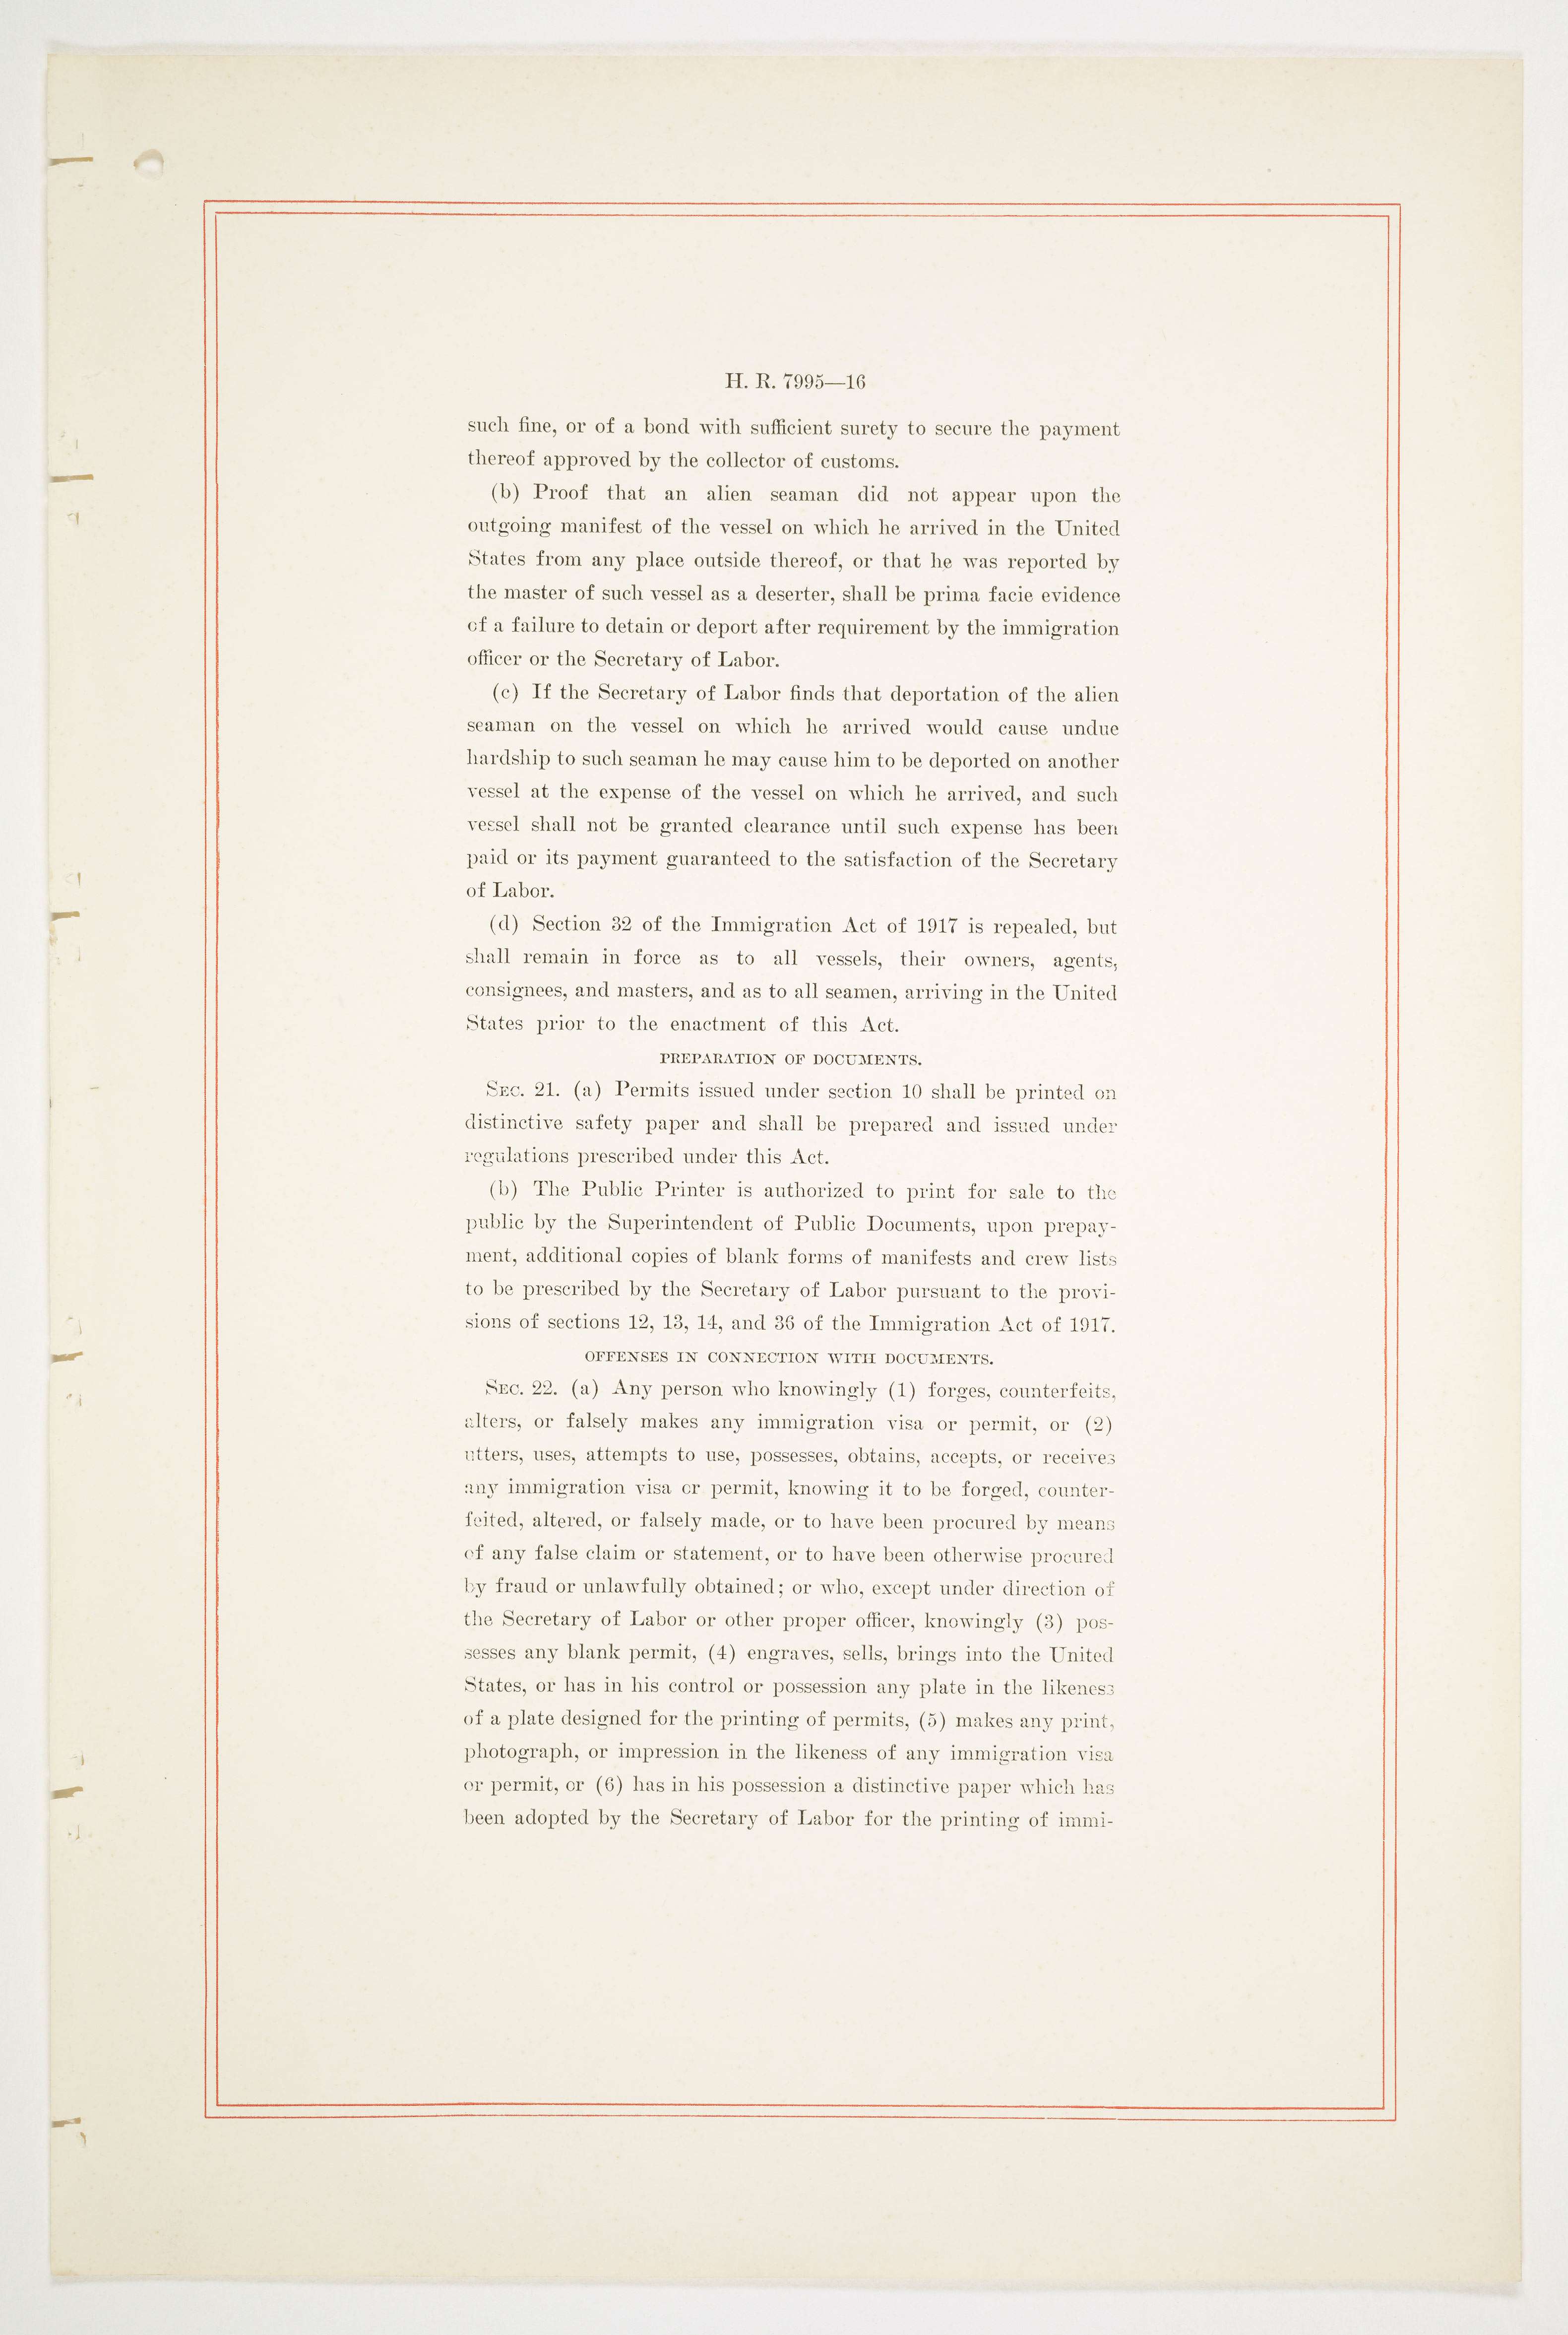 H. R. 7995—16
such fine, or of a bond with sufficient surety to secure the payment
thereof approved by the collector of customs.
(b) Proof that an alien seaman did not appear upon the
outgoing manifest of the vessel on which he arrived in the United
States from any place outside thereof, or that he was reported by
the master of such vessel as a deserter, shall be prima facie evidence
of a failure to detain or deport after requirement by the immigration
officer or the Secretary of Labor.
(c) If the Secretary of Labor finds that deportation of the alien
seaman on the vessel on which he arrived would cause undue
hardship to such seaman he may cause him to be deported on another
vessel at the expense of the vessel on which he arrived, and such
vessel shall not be granted clearance until such expense has been
paid or its payment guaranteed to the satisfaction of the Secretary
of Labor.
(d) Section 32 of the Immigration Act of 1917 is repealed, but
shall remain in force as to all vessels, their owners, agents,
consignees, and masters, and as to all seamen, arriving in the United
States prior to the enactment of this Act.
PREPARATION OF DOCUMENTS.
SEC. 21. (a) Permits issued under section 10 shall be printed on
distinctive safety paper and shall be prepared and issued under
regulations prescribed under this Act.
(b) The Public Printer is authorized to print for sale to the
public by the Superintendent of Public Documents, upon prepay-
ment, additional copies of blank forms of manifests and crew lists
to be prescribed by the Secretary of Labor pursuant to the provi-
sions of sections 12, 13, 14, and 36 of the Immigration Act of 1917.
OFFENSES IN CONNECTION WITH DOCUMENTS.
SEC. 22. (a) Any person who knowingly (1) forges, counterfeits,
alters, or falsely makes any immigration visa or permit, or (2)
utters, uses, attempts to use, possesses, obtains, accepts, or receives
any immigration visa or permit, knowing it to be forged, counter-
feited, altered, or falsely made, or to have been procured by means
of any false claim or statement, or to have been otherwise procured
by fraud or unlawfully obtained; or who, except under direction of
the Secretary of Labor or other proper officer, knowingly (3) pos-
sesses any blank permit, (4) engraves, sells, brings into the United
States, or has in his control or possession any plate in the likeness
of a plate designed for the printing of permits, (5) makes any print,
photograph, or impression in the likeness of any immigration visa
or permit, or (6) has in his possession a distinctive paper which has
been adopted by the Secretary of Labor for the printing of immi-